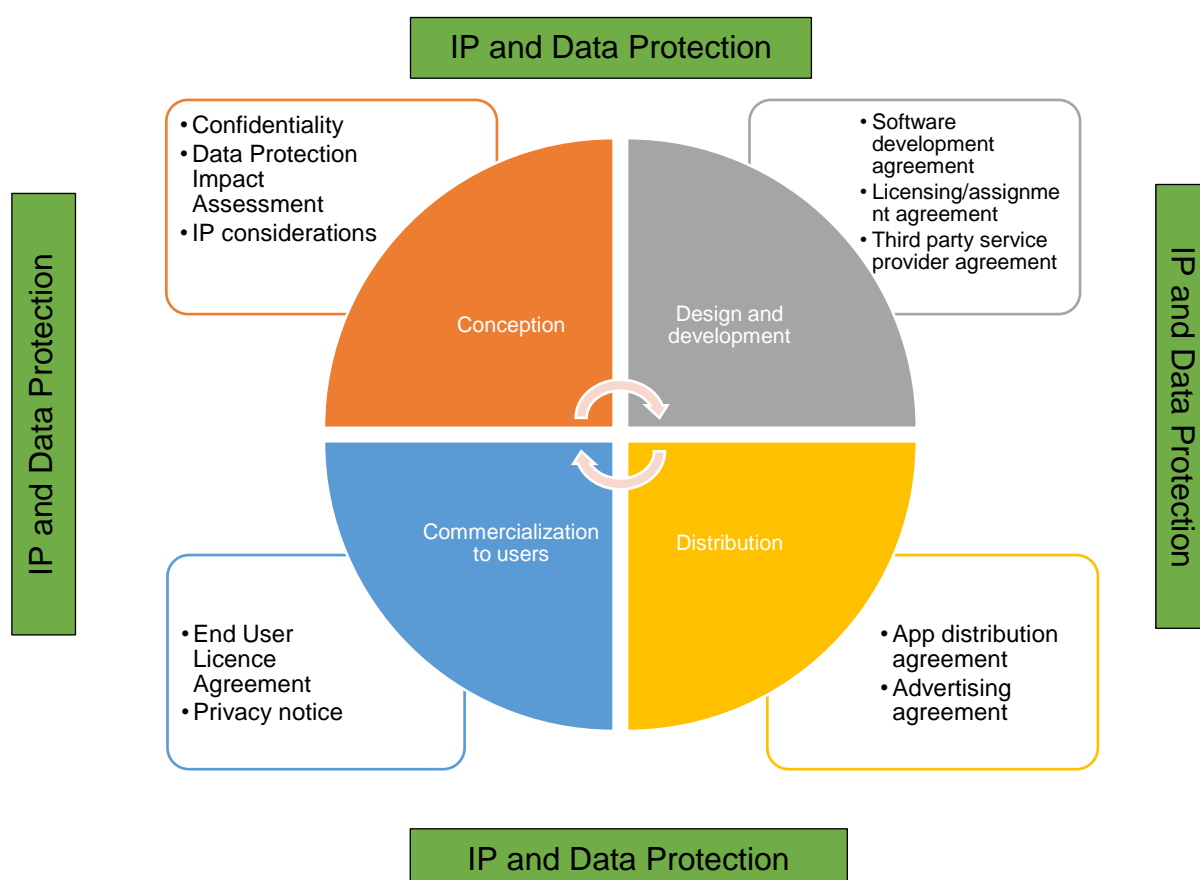 IP and Data Protection
• Confidentiality
• Data Protection
Impact
Assessment
• IP considerations
• Software
development
agreement
• Licensing/assignme
nt agreement
• Third party service
provider agreement
IP and Data Protection
IP and Data Protection
Conception
Design and
development
Commercialization
to users
Distribution
• End User
Licence
Agreement
• Privacy notice
• App distribution
agreement
• Advertising
agreement
IP and Data Protection